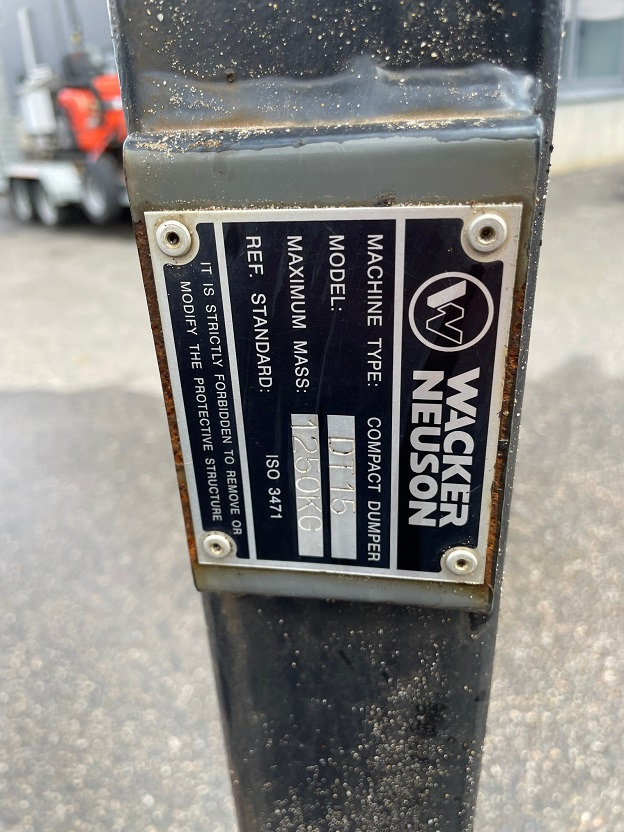 WACKER
NEUSON
MACHINE TYPE: COMPACT DUMPER
MODEL: DT15
MAXIMUM MASS: 1250KG
REF. STANDARD: ISO 3471
IT IS STRICTLY FORBIDDEN TO REMOVE OR
MODIFY THE PROTECTIVE STRUCTURE